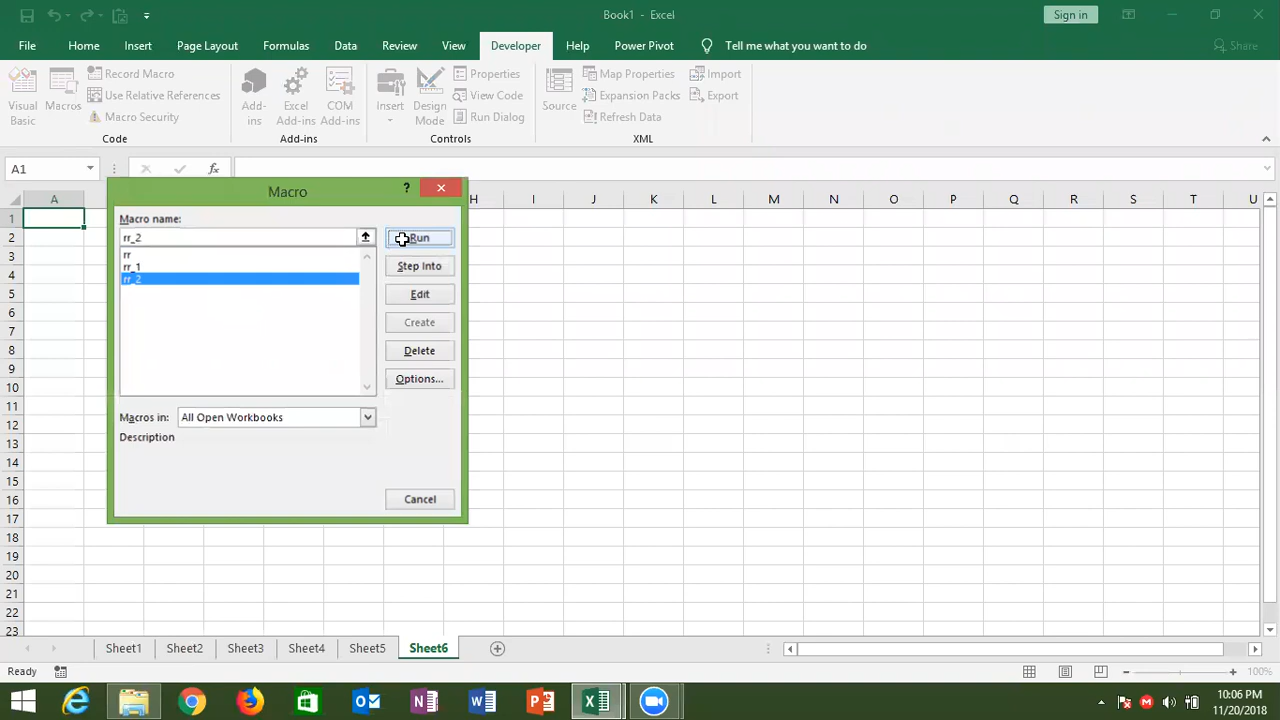 Book1 - Excel
Sign in
File Home Insert Page Layout Formulas Data Review View Developer Help Power Pivot Tell me what you want to do Share
Visual Basic
Macros
Record Macro
Use Relative References
Macro Security
Code
Add-ins
Excel Add-ins
COM Add-ins
Add-ins
Insert
Design Mode
Properties
View Code
Run Dialog
Controls
Source
Map Properties
Expansion Packs
Refresh Data
Import
Export
XML
A1
fx
A H I J K L M N O P Q R S T U
1
2
3
4
5
6
7
8
9
10
11
12
13
14
15
16
17
18
19
20
21
22
23
Macro
?
Macro name:
rr_2
Run
rr
rr_1
rr_2
Step Into
Edit
Create
Delete
Options...
Macros in: All Open Workbooks
Description
Cancel
Sheet1 Sheet2 Sheet3 Sheet4 Sheet5 Sheet6
Ready
100%
10:06 PM
11/20/2018